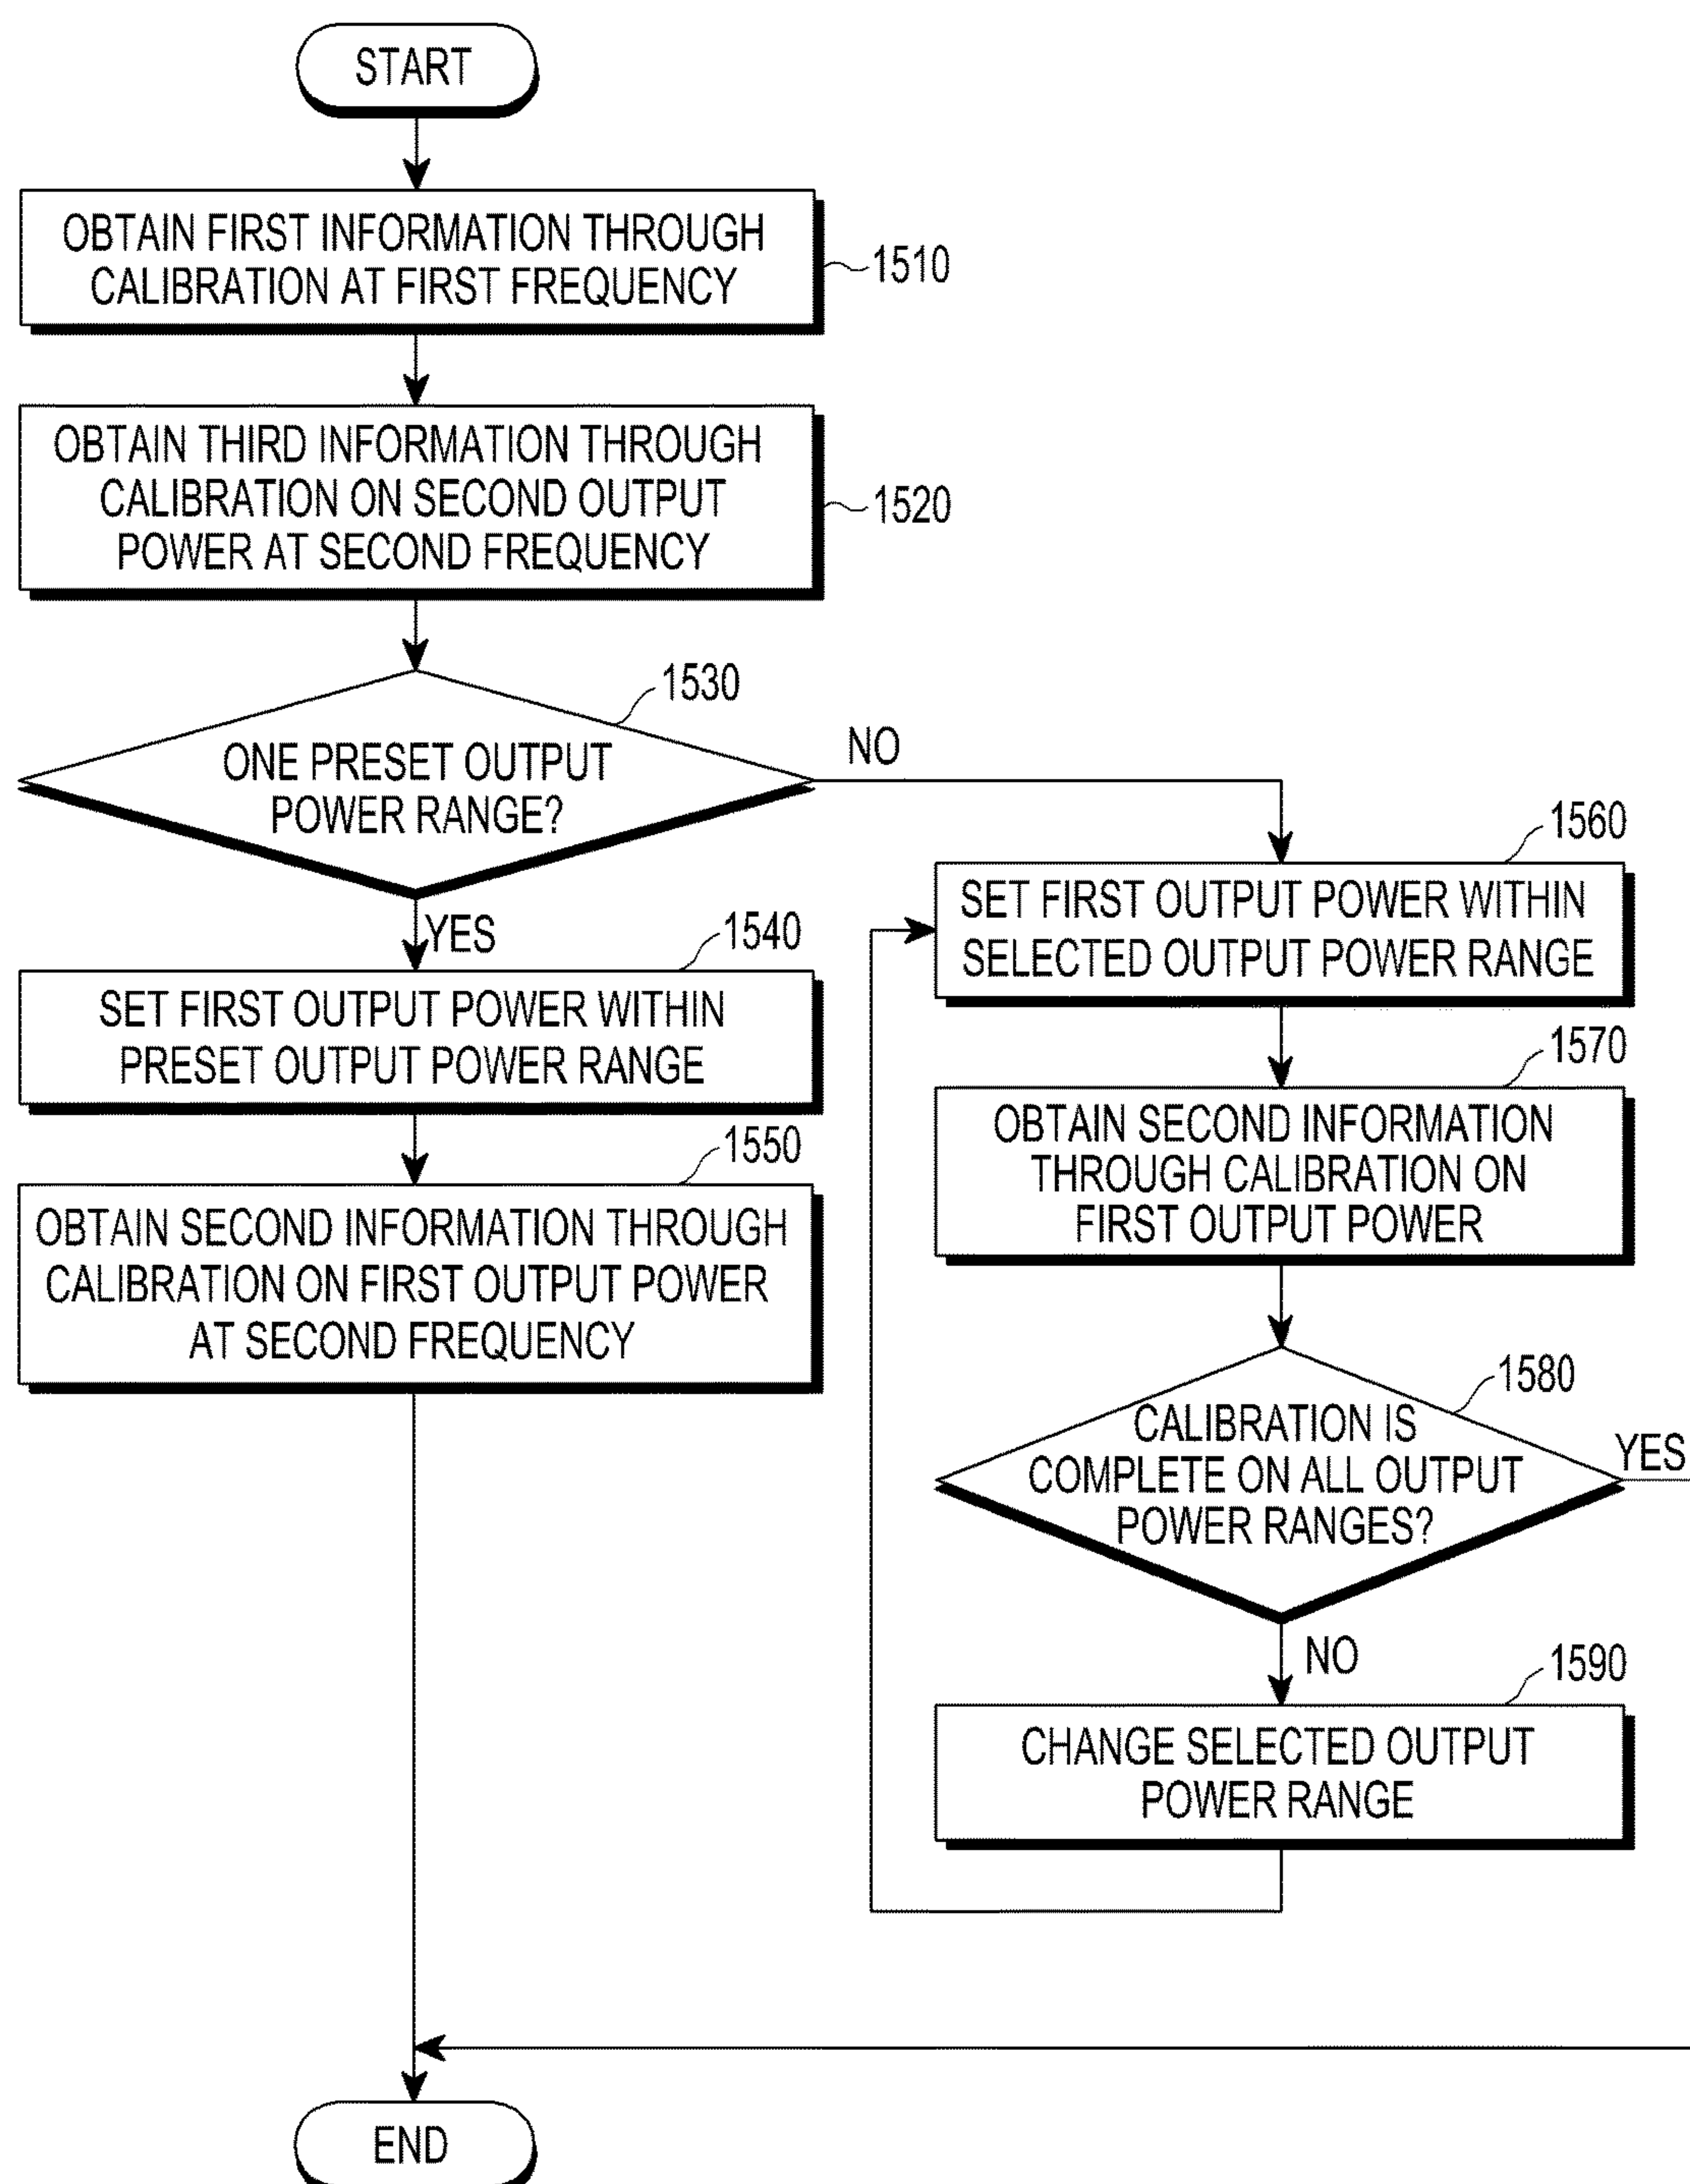 START
OBTAIN FIRST INFORMATION THROUGH
CALIBRATION AT FIRST FREQUENCY
1510
OBTAIN THIRD INFORMATION THROUGH
CALIBRATION ON SECOND OUTPUT
POWER AT SECOND FREQUENCY
1520
1530
ONE PRESET OUTPUT
POWER RANGE?
NO
YES
1540
SET FIRST OUTPUT POWER WITHIN
PRESET OUTPUT POWER RANGE
1550
OBTAIN SECOND INFORMATION THROUGH
CALIBRATION ON FIRST OUTPUT POWER
AT SECOND FREQUENCY
1560
SET FIRST OUTPUT POWER WITHIN
SELECTED OUTPUT POWER RANGE
1570
OBTAIN SECOND INFORMATION
THROUGH CALIBRATION ON
FIRST OUTPUT POWER
1580
CALIBRATION IS
COMPLETE ON ALL OUTPUT
POWER RANGES?
YES
NO
1590
CHANGE SELECTED OUTPUT
POWER RANGE
END